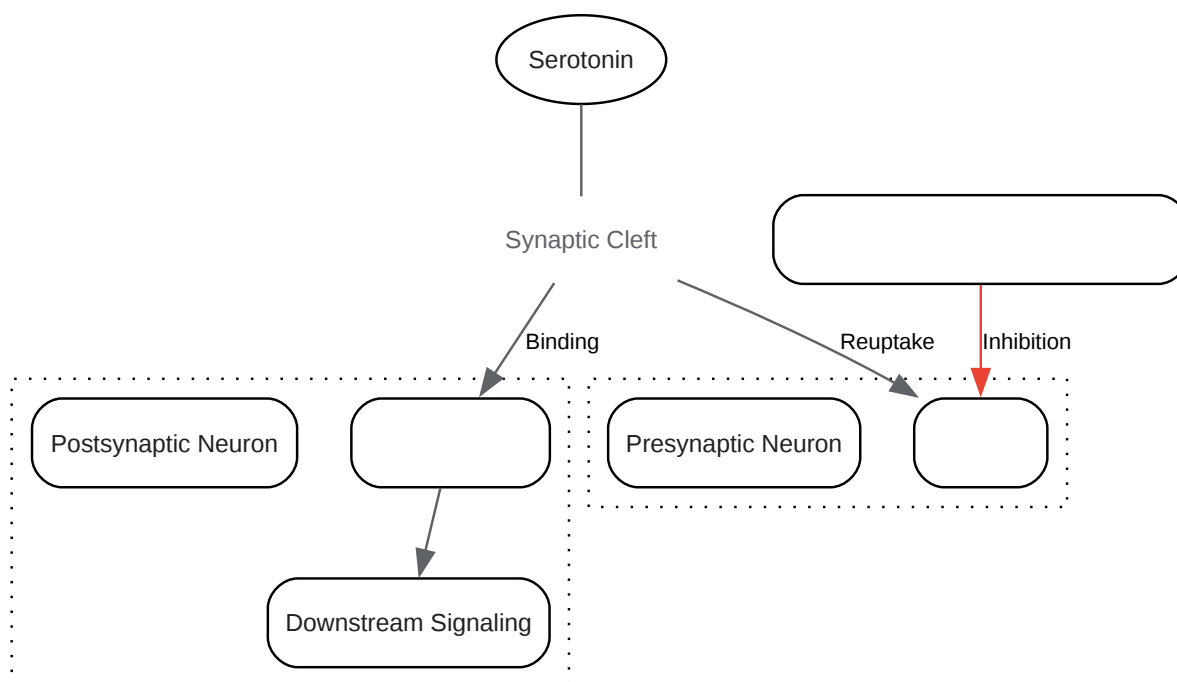 Serotonin
Synaptic Cleft
Binding
Reuptake
Inhibition
Postsynaptic Neuron
Presynaptic Neuron
Downstream Signaling